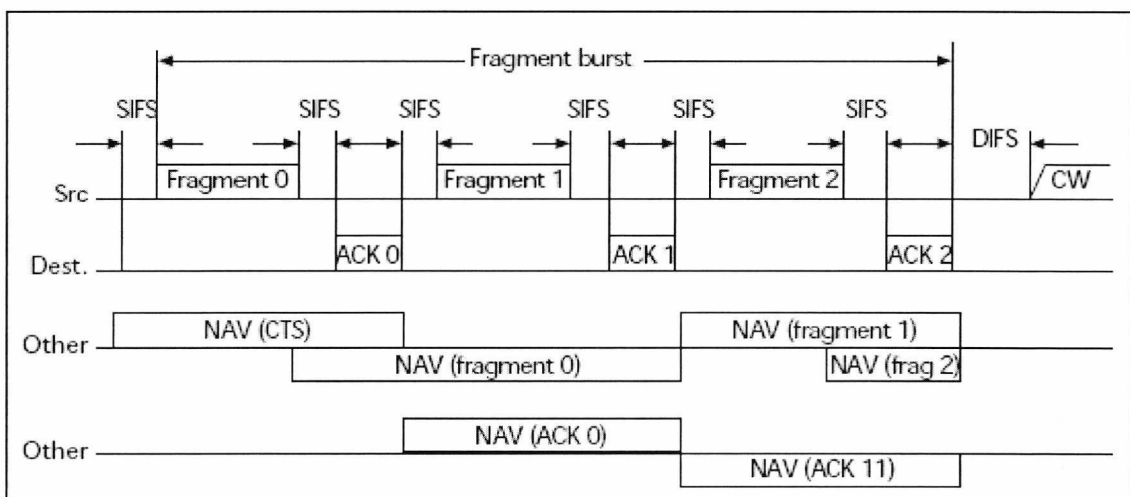 Fragment burst
SIFS SIFS SIFS SIFS SIFS SIFS
DIFS
Src Fragment 0 Fragment 1 Fragment 2 CW
Dest. ACK 0 ACK 1 ACK 2
Other NAV (CTS) NAV (fragment 1)
NAV (fragment 0) NAV (frag 2)
Other NAV (ACK 0)
NAV (ACK 11)